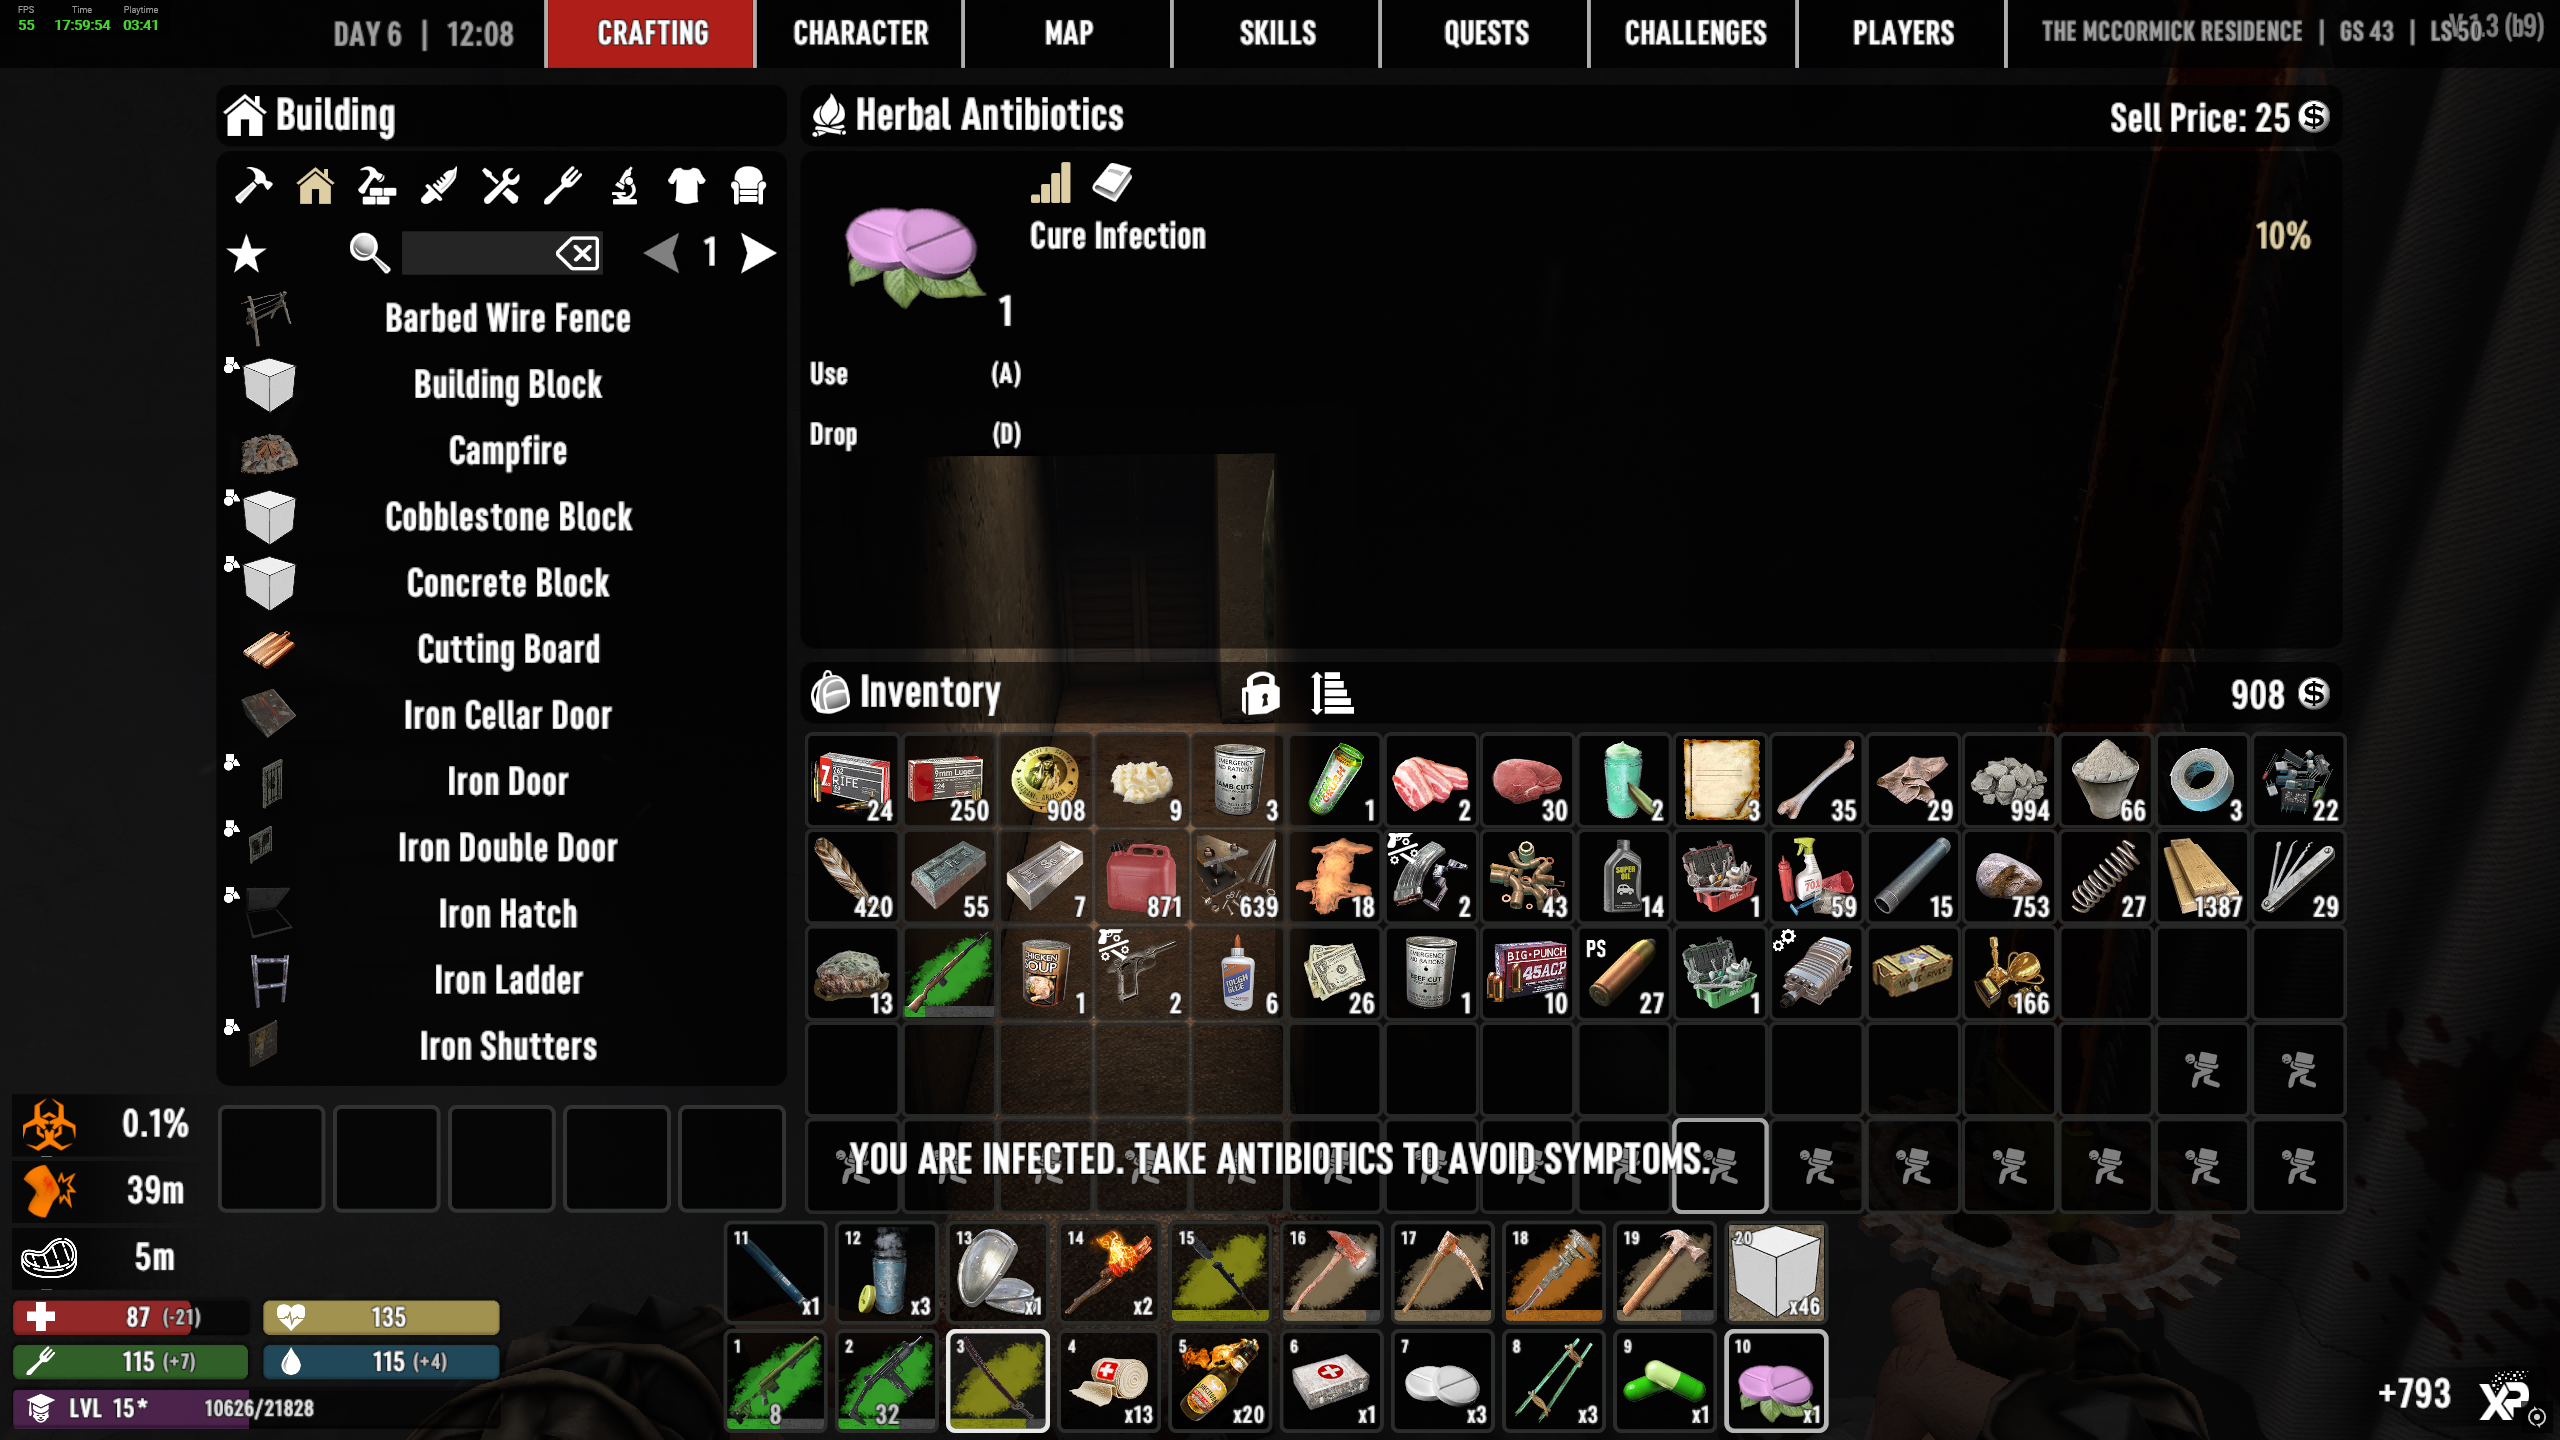 FPS Time Playtime
55 17:59:54 03:41
DAY 6 | 12:08
CRAFTING
CHARACTER
MAP
SKILLS
QUESTS
CHALLENGES
PLAYERS
THE MCCORMICK RESIDENCE | GS 43 | LS 50
V 1.3 (b9)
Building
1
Barbed Wire Fence
Building Block
Campfire
Cobblestone Block
Concrete Block
Cutting Board
Iron Cellar Door
Iron Door
Iron Double Door
Iron Hatch
Iron Ladder
Iron Shutters
Herbal Antibiotics
Sell Price: 25
Cure Infection 10%
1
Use (A)
Drop (D)
Inventory
908
24 250 908 9 3 1 2 30 2 3 35 29 994 66 3 22
420 55 7 871 639 18 2 43 14 1 59 15 753 27 1387 29
13 1 2 6 26 1 10 PS 27 1 166
YOU ARE INFECTED. TAKE ANTIBIOTICS TO AVOID SYMPTOMS.
0.1%
39m
5m
87 (-21) 135
115 (+7) 115 (+4)
LVL 15* 10626/21828
11 x1 12 x3 13 x1 14 x2 15 16 17 18 19 20 x46
1 8 2 32 3 4 x13 5 x20 6 x1 7 x3 8 x3 9 x1 10 x1
+793 XP